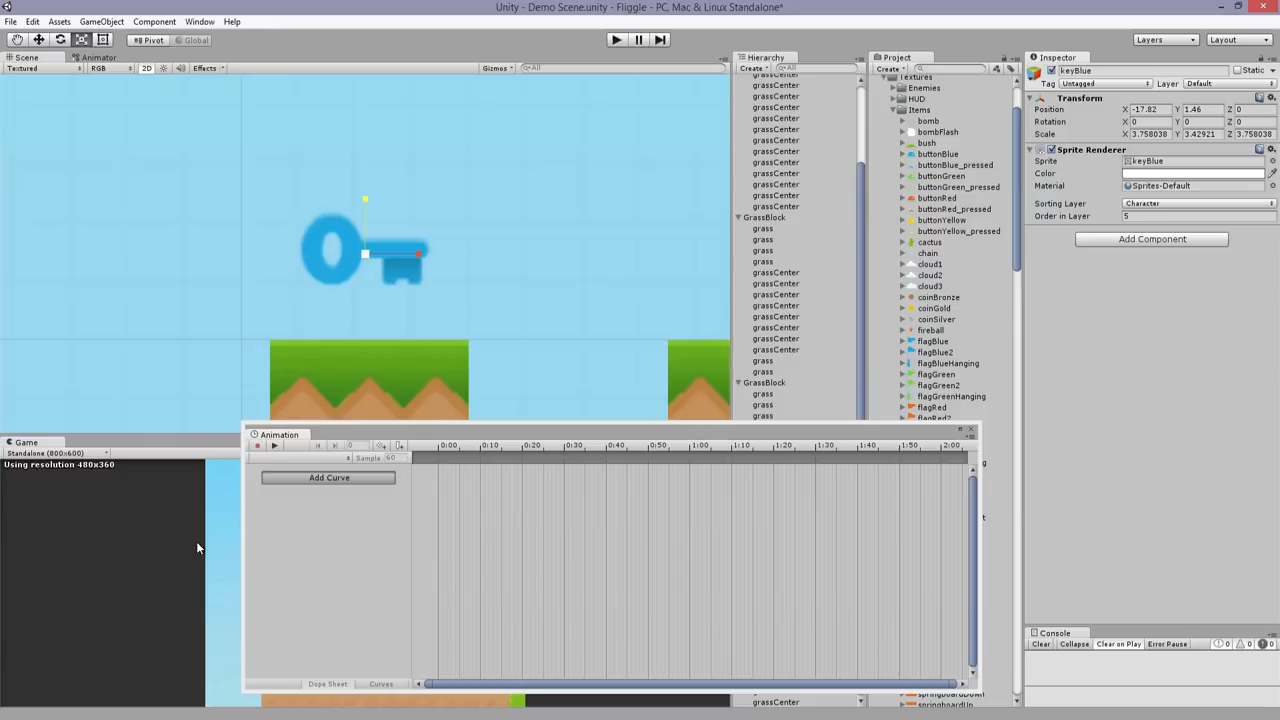 Unity - Demo Scene.unity - Fliggle - PC, Mac & Linux Standalone*
File Edit Assets GameObject Component Window Help
Pivot Global Layers Layout
Scene Animator
Textured RGB 2D Effects Gizmos All
Hierarchy
Create All
grassCenter
grassCenter
grassCenter
grassCenter
grassCenter
grassCenter
grassCenter
grassCenter
grassCenter
grassCenter
grassCenter
grassCenter
grassCenter
GrassBlock
grass
grass
grass
grass
grassCenter
grassCenter
grassCenter
grassCenter
grassCenter
grassCenter
grassCenter
grassCenter
grass
grass
GrassBlock
grass
grass
grass
grassCenter
Project
Create
Textures
Enemies
HUD
Items
bomb
bombFlash
bush
buttonBlue
buttonBlue_pressed
buttonGreen
buttonGreen_pressed
buttonRed
buttonRed_pressed
buttonYellow
buttonYellow_pressed
cactus
chain
cloud1
cloud2
cloud3
coinBronze
coinGold
coinSilver
fireball
flagBlue
flagBlue2
flagBlueHanging
flagGreen
flagGreen2
flagGreenHanging
flagRed
flagRed2
springboardDown
springboardUp
Inspector
keyBlue Static
Tag Untagged Layer Default
Transform
Position X -17.82 Y 1.46 Z 0
Rotation X 0 Y 0 Z 0
Scale X 3.758038 Y 3.42921 Z 3.758038
Sprite Renderer
Sprite keyBlue
Color
Material Sprites-Default
Sorting Layer Character
Order in Layer 5
Add Component
Console
Clear Collapse Clear on Play Error Pause 0 0 0
Game
Standalone (800x600)
Using resolution 480x360
Animation
0 0:00 0:10 0:20 0:30 0:40 0:50 1:00 1:10 1:20 1:30 1:40 1:50 2:00
Sample 60
Add Curve
Dope Sheet Curves